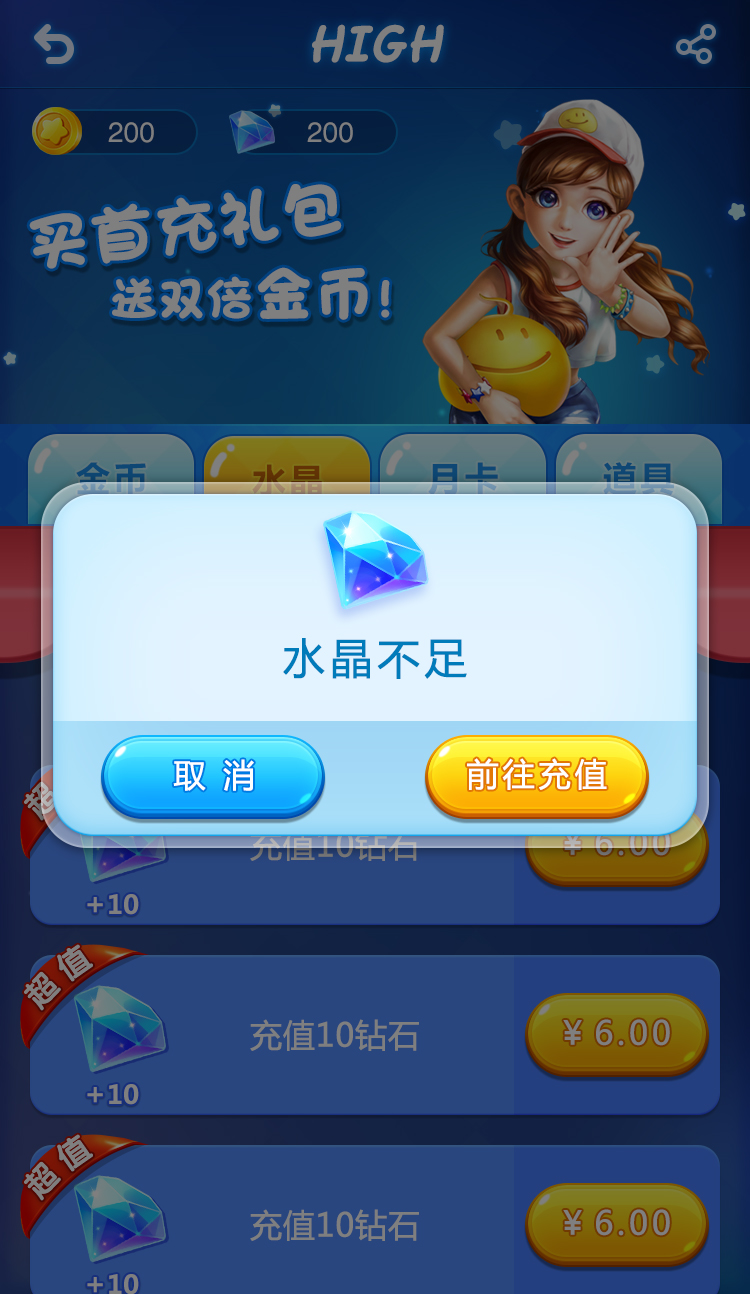 HIGH
200
200
买首充礼包
送双倍金币!
金币
水晶
月卡
道具
水晶不足
取消
前往充值
超
充值10钻石
¥ 6.00
+10
超值
充值10钻石
¥ 6.00
+10
超值
充值10钻石
¥ 6.00
+10